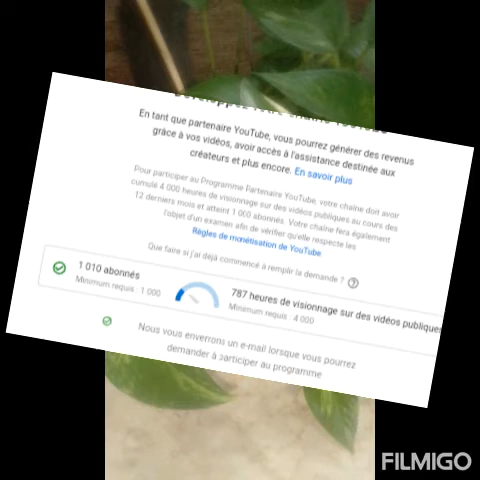 En tant que partenaire YouTube, vous pourrez générer des revenus
grâce à vos vidéos, avoir accès à l'assistance destinée aux
créateurs et plus encore. En savoir plus
Pour participer au Programme Partenaire YouTube, votre chaîne doit avoir
cumulé 4 000 heures de visionnage sur des vidéos publiques au cours des
12 derniers mois et atteint 1 000 abonnés. Votre chaîne fera également
l'objet d'un examen afin de vérifier qu'elle respecte les
Règles de monétisation de YouTube
Que faire si j'ai déjà commencé à remplir la demande ?
1 010 abonnés
Minimum requis : 1 000
787 heures de visionnage sur des vidéos publiques
Minimum requis : 4 000
Nous vous enverrons un e-mail lorsque vous pourrez
demander à participer au programme
FILMIGO